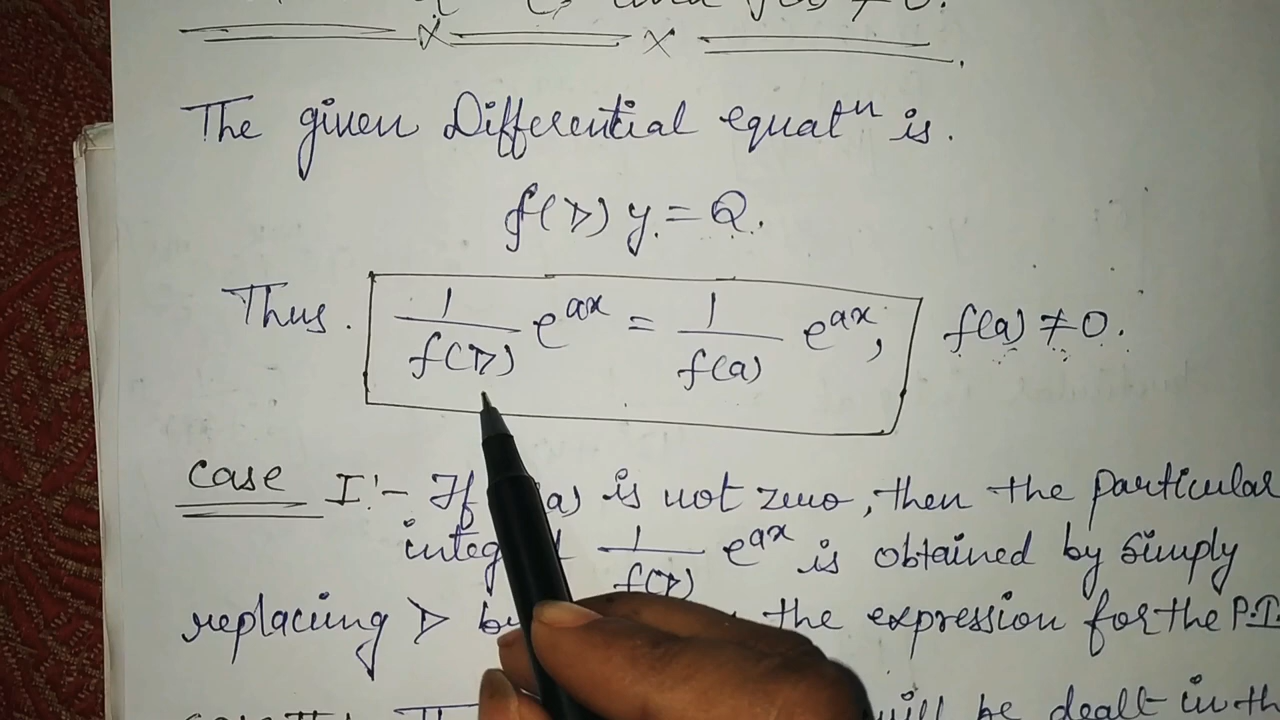 The given Differential equatn is.
f(D) y = Q.
Thus. 1/f(D) e^ax = 1/f(a) e^ax, f(a) ≠ 0.
Case I :- If (a) is not zero, then the particular
integ 1/f(D) e^ax is obtained by simply
replacing D by the expression for the P.I.
will be dealt in the